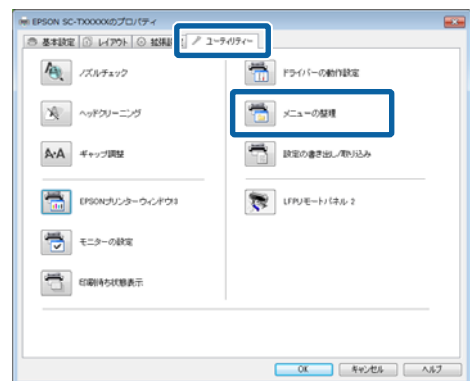 EPSON SC-TXXXXXのプロパティ
基本設定 レイアウト 拡張設 ユーティリティー
ノズルチェック
ドライバーの動作設定
ヘッドクリーニング
メニューの整理
ギャップ調整
設定の書き出し/取り込み
EPSONプリンターウィンドウ!3
LFPリモートパネル 2
モニターの設定
印刷待ち状態表示
OK キャンセル ヘルプ